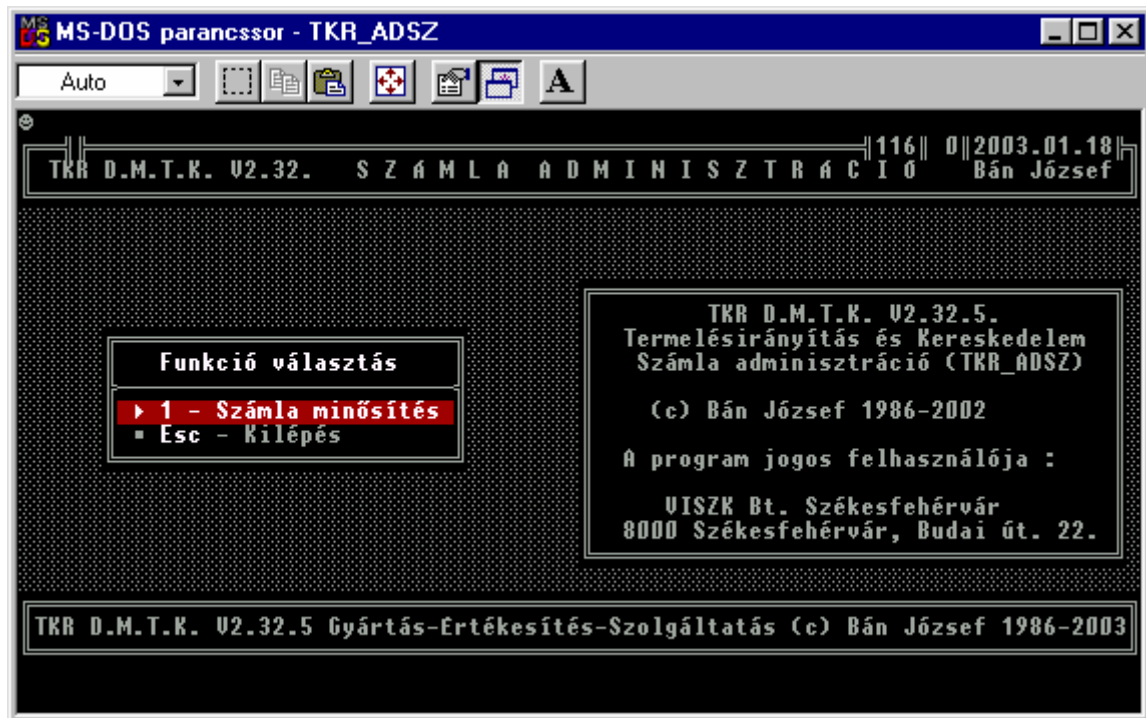 MS-DOS parancssor - TKR_ADSZ
Auto
A
116 0 2003.01.18
TKR D.M.T.K. V2.32. S Z Á M L A A D M I N I S Z T R Á C I Ó Bán József
TKR D.M.T.K. V2.32.5.
Termelésirányítás és Kereskedelem
Számla adminisztráció (TKR_ADSZ)
(c) Bán József 1986-2002
A program jogos felhasználója :
VISZK Bt. Székesfehérvár
8000 Székesfehérvár, Budai út. 22.
Funkció választás
1 - Számla minősítés
Esc - Kilépés
TKR D.M.T.K. V2.32.5 Gyártás-Értékesítés-Szolgáltatás (c) Bán József 1986-2003